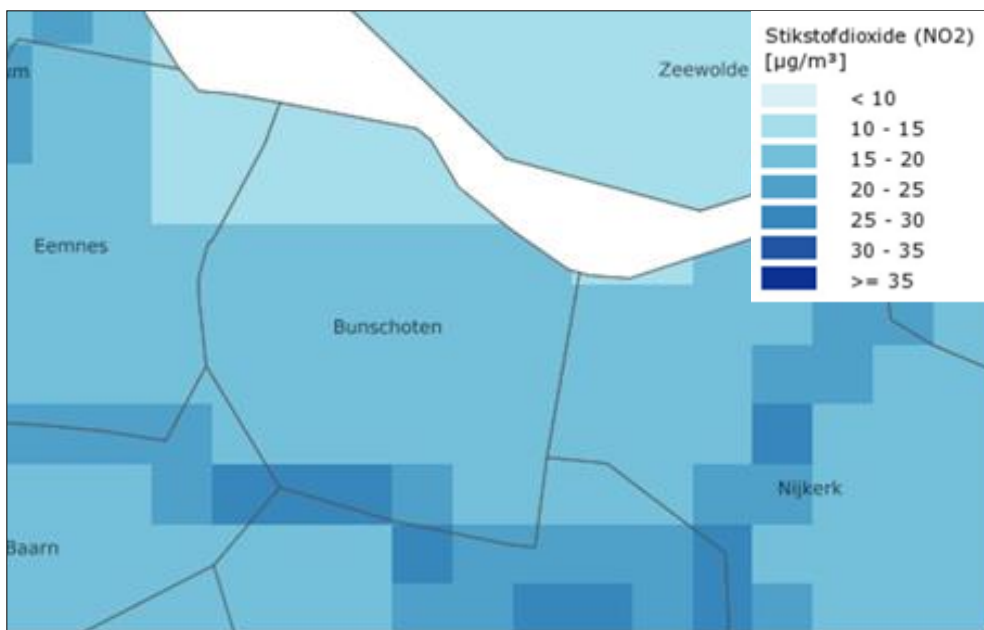 Stikstofdioxide (NO2)
[µg/m³]
< 10
10 - 15
15 - 20
20 - 25
25 - 30
30 - 35
>= 35
Zeewolde
Eemnes
Bunschoten
Nijkerk
Baarn